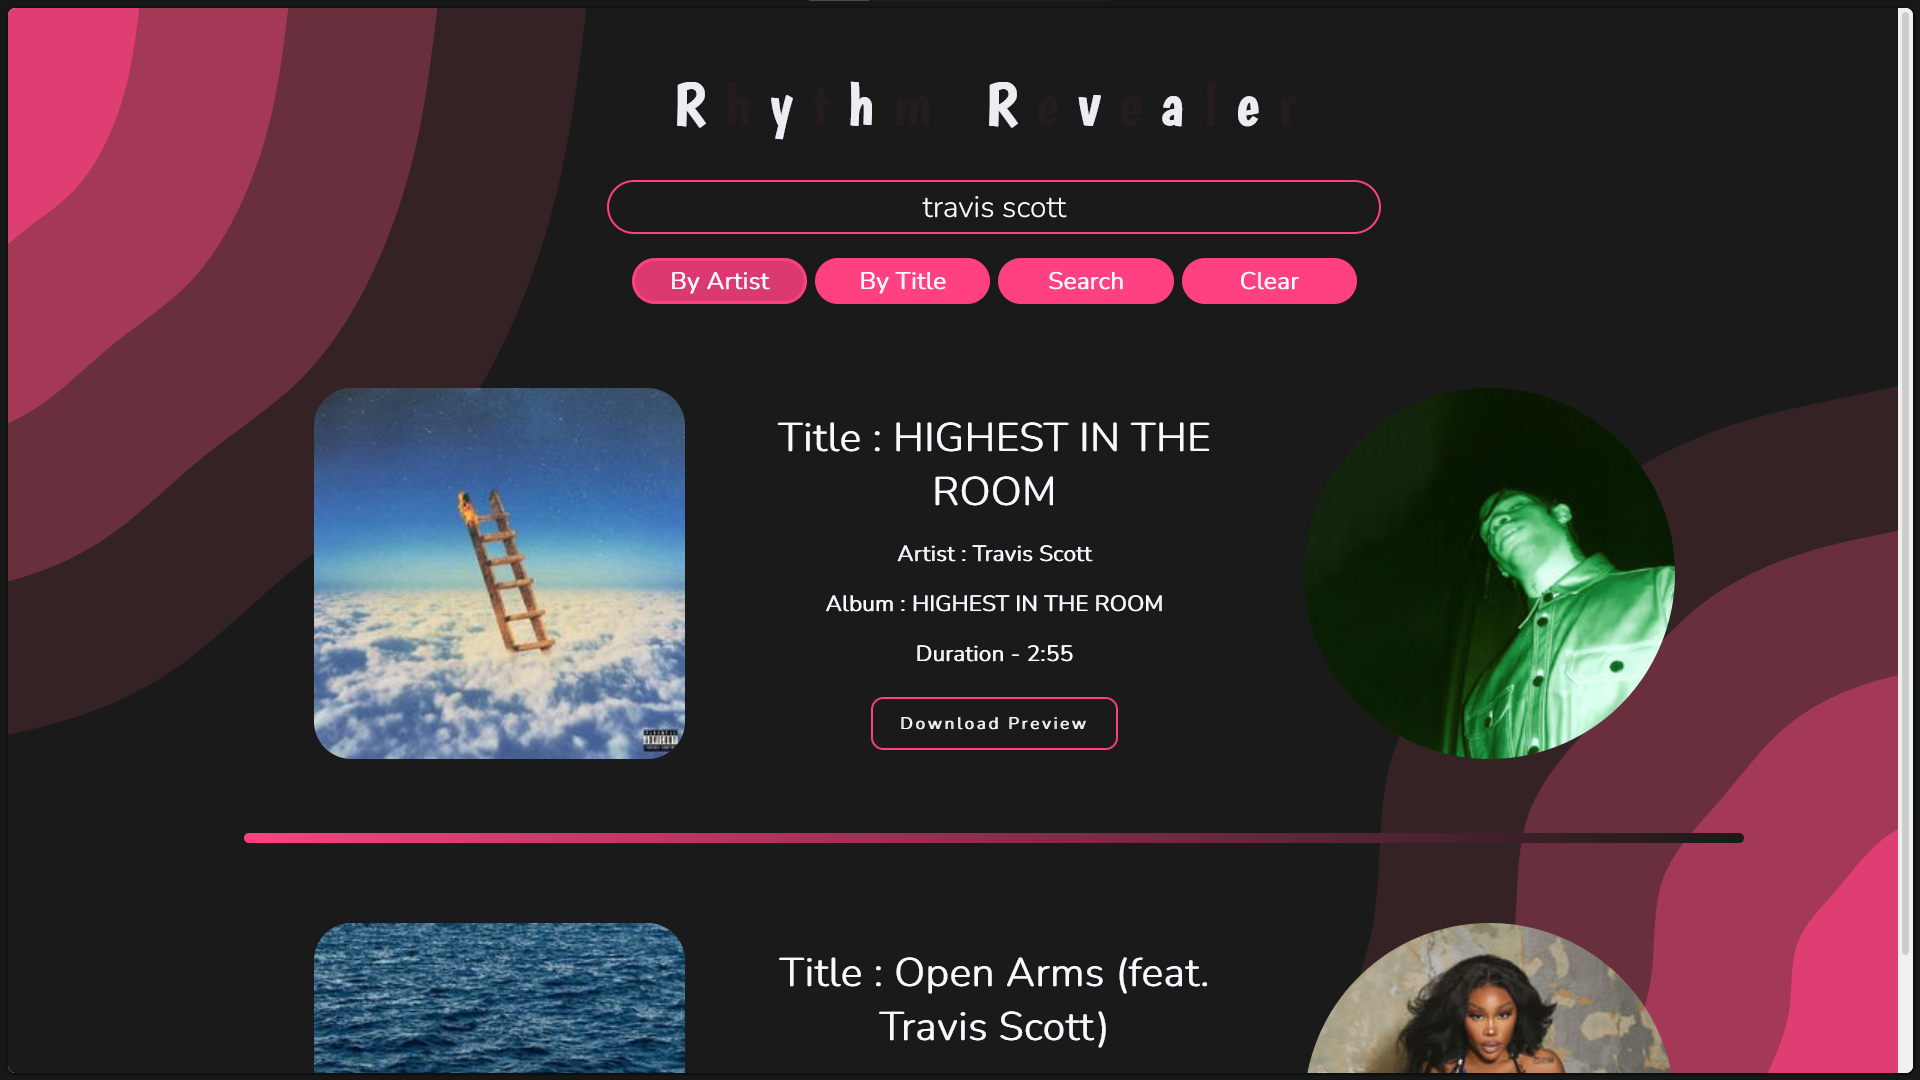 Rhythm Revealer
travis scott
By Artist By Title Search Clear
Title : HIGHEST IN THE
ROOM
Artist : Travis Scott
Album : HIGHEST IN THE ROOM
Duration - 2:55
Download Preview
Title : Open Arms (feat.
Travis Scott)